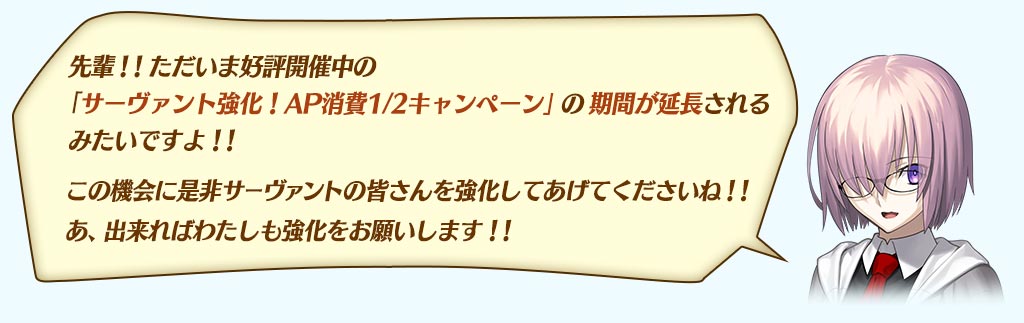 先輩！！ただいま好評開催中の
「サーヴァント強化！AP消費1/2キャンペーン」の期間が延長される
みたいですよ！！
この機会に是非サーヴァントの皆さんを強化してあげてくださいね！！
あ、出来ればわたしも強化をお願いします！！